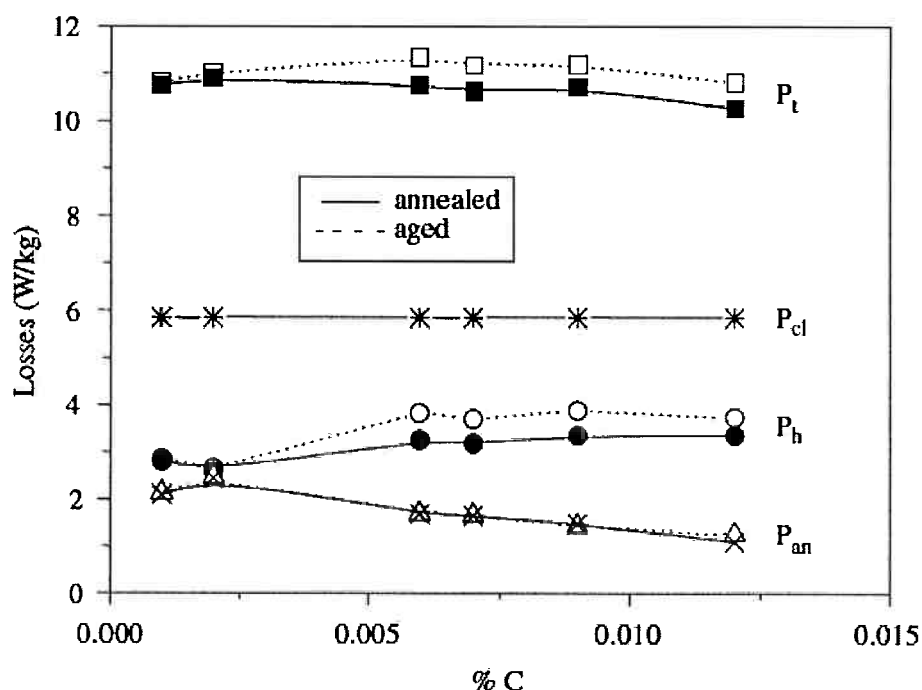 12
10
8
6
4
2
0
Losses (W/kg)
annealed
aged
P_t
P_cl
P_h
P_an
0.000
0.005
0.010
0.015
% C